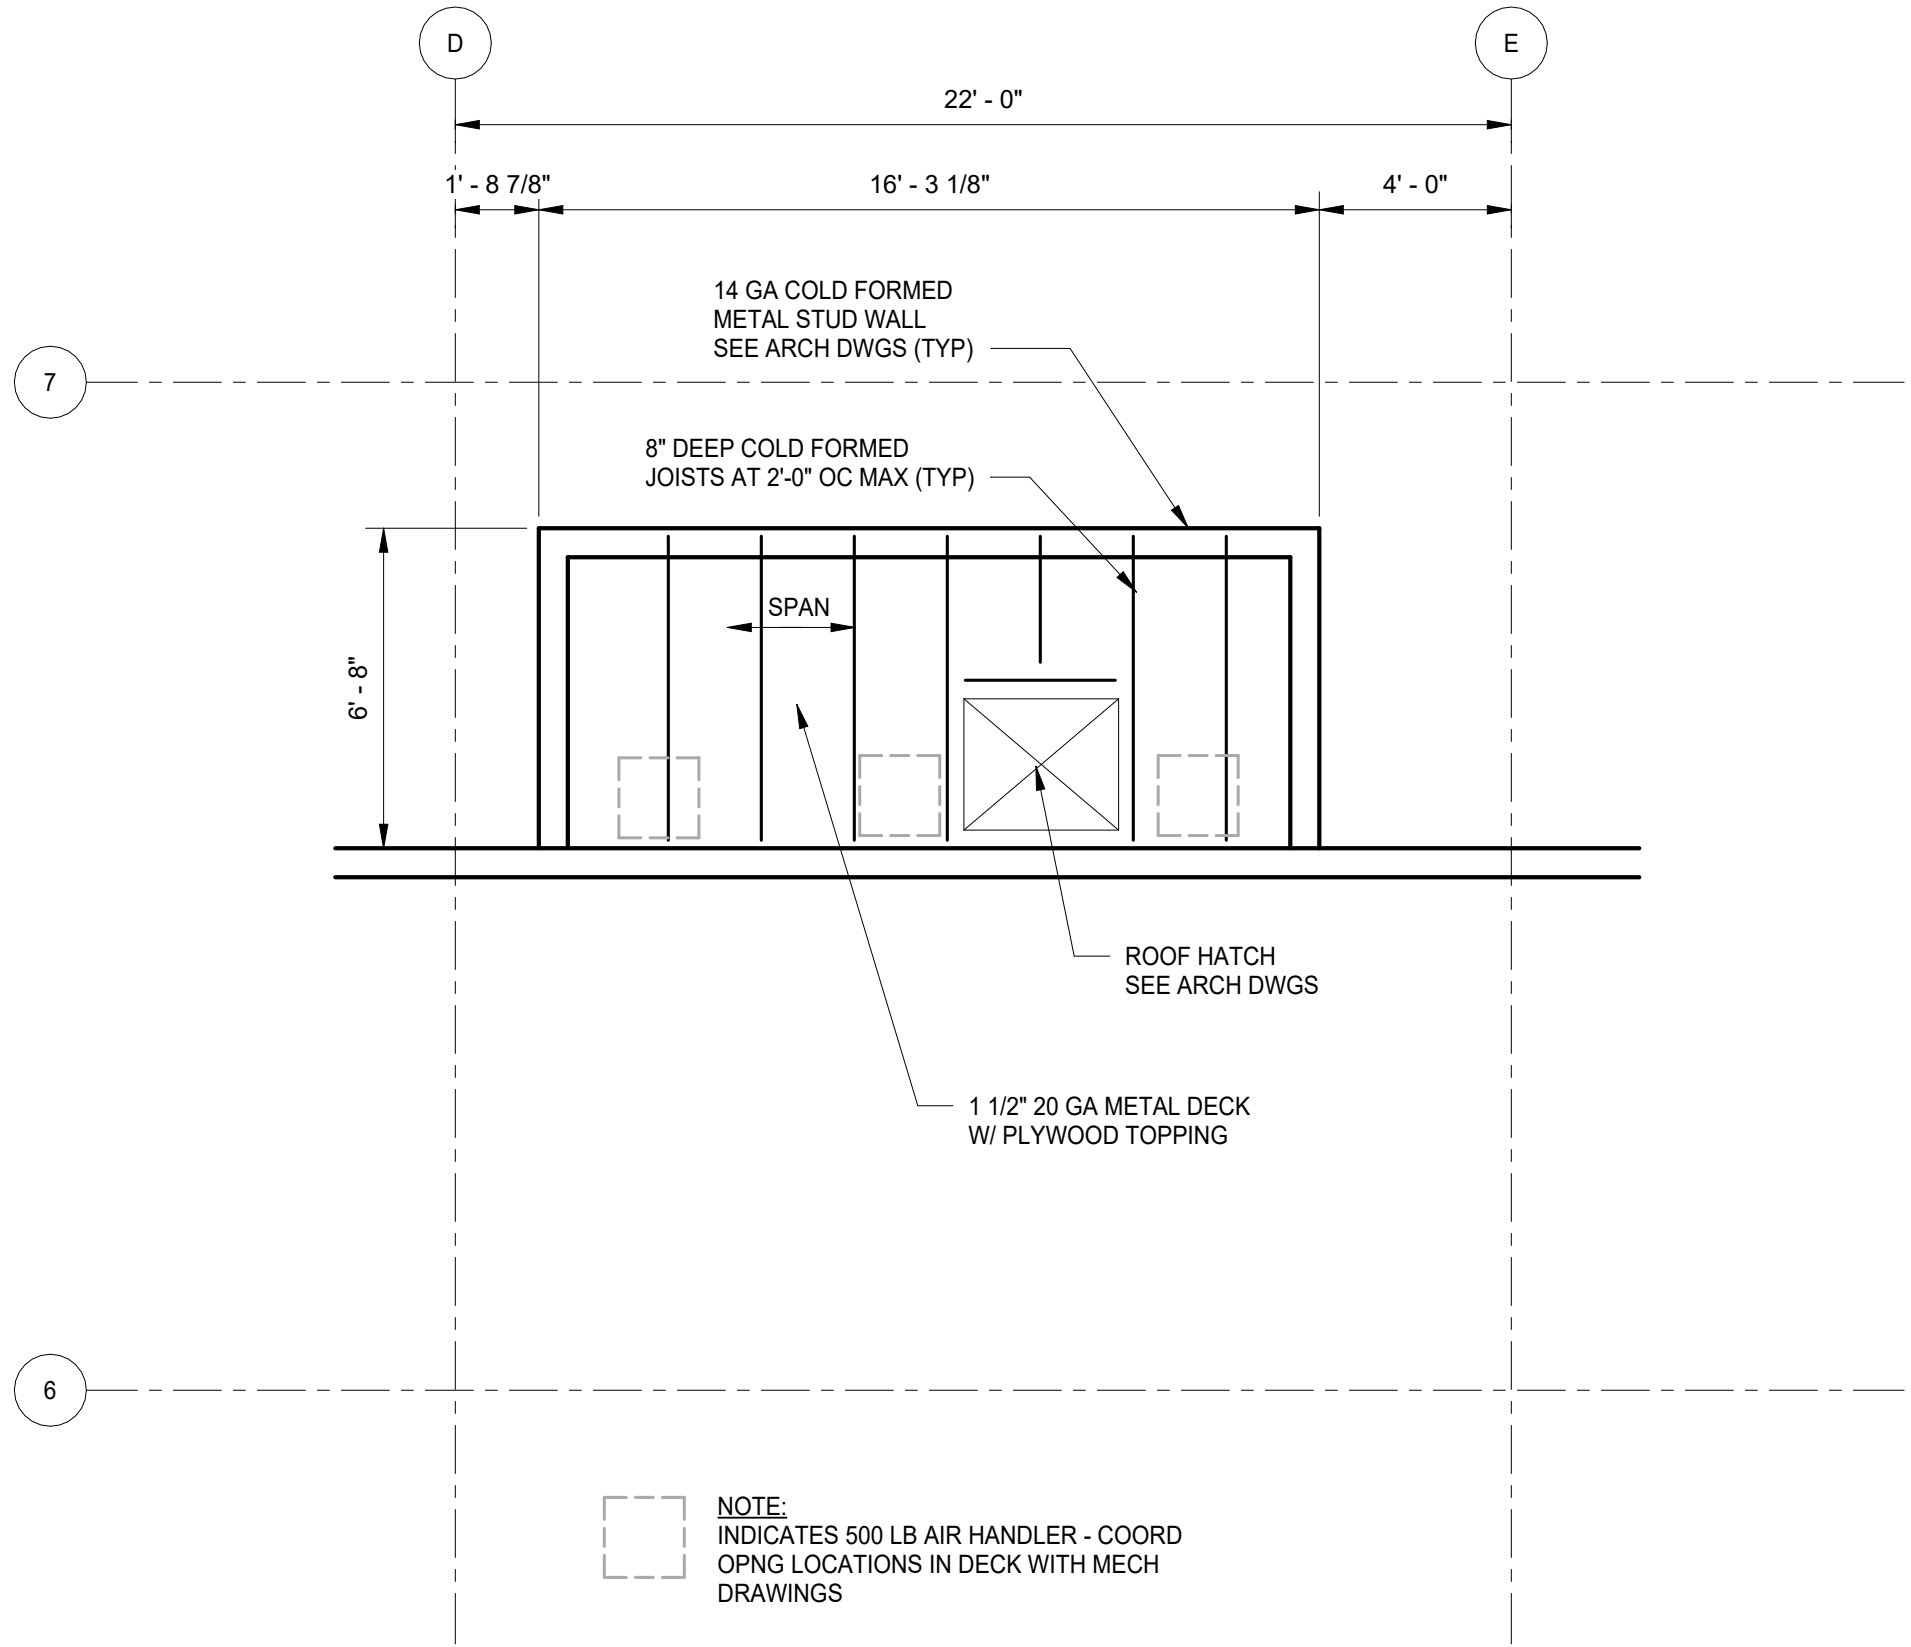 D
E
22' - 0"
1' - 8 7/8"
16' - 3 1/8"
4' - 0"
14 GA COLD FORMED
METAL STUD WALL
SEE ARCH DWGS (TYP)
7
8" DEEP COLD FORMED
JOISTS AT 2'-0" OC MAX (TYP)
SPAN
6' - 8"
ROOF HATCH
SEE ARCH DWGS
1 1/2" 20 GA METAL DECK
W/ PLYWOOD TOPPING
6
NOTE:
INDICATES 500 LB AIR HANDLER - COORD
OPNG LOCATIONS IN DECK WITH MECH
DRAWINGS